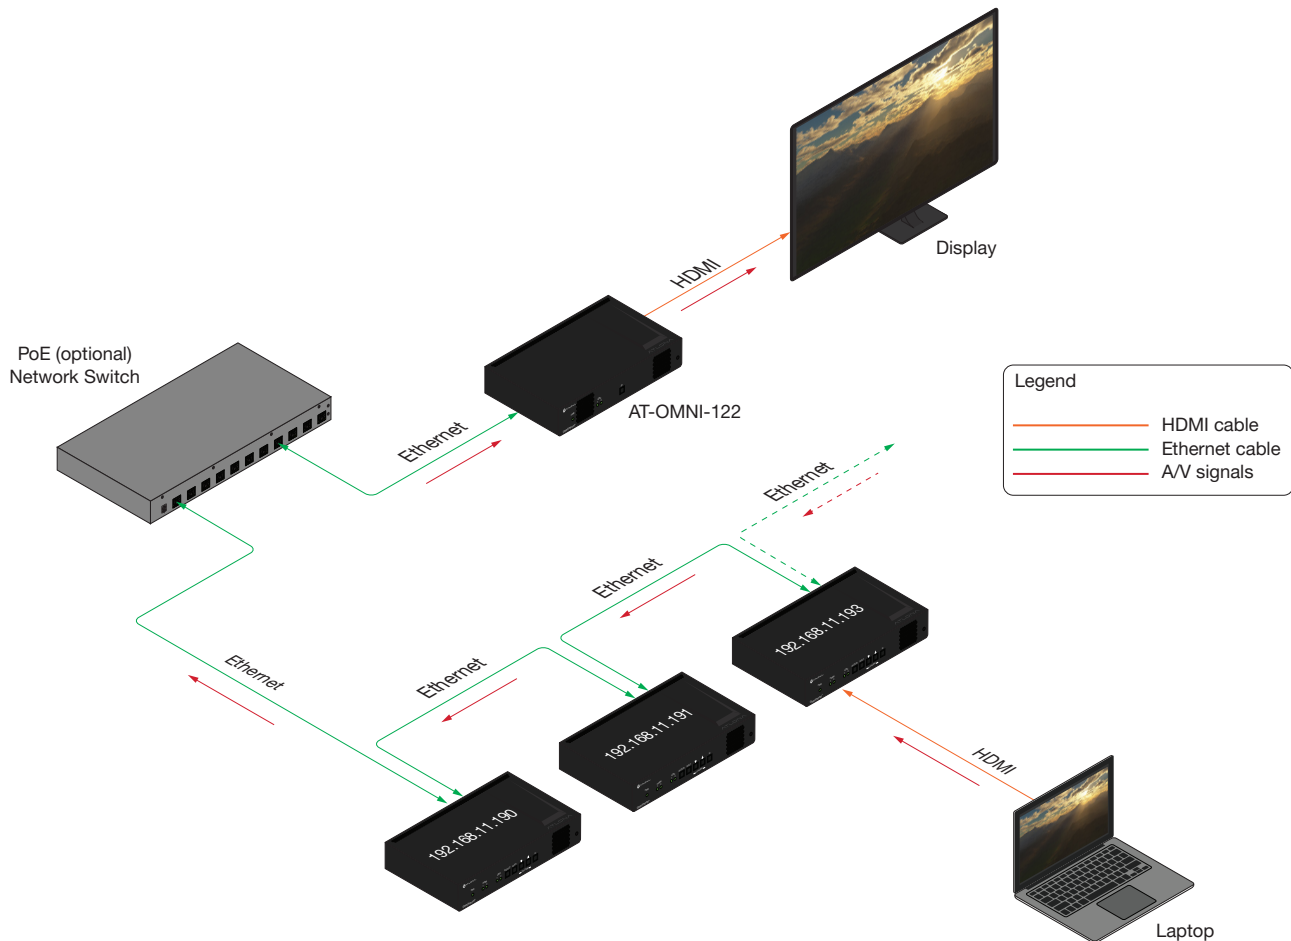 HDMI
Display
PoE (optional)
Network Switch
AT-OMNI-122
Ethernet
Legend
HDMI cable
Ethernet cable
A/V signals
Ethernet
Ethernet
192.168.11.193
Ethernet
Ethernet
192.168.11.191
HDMI
192.168.11.190
Laptop